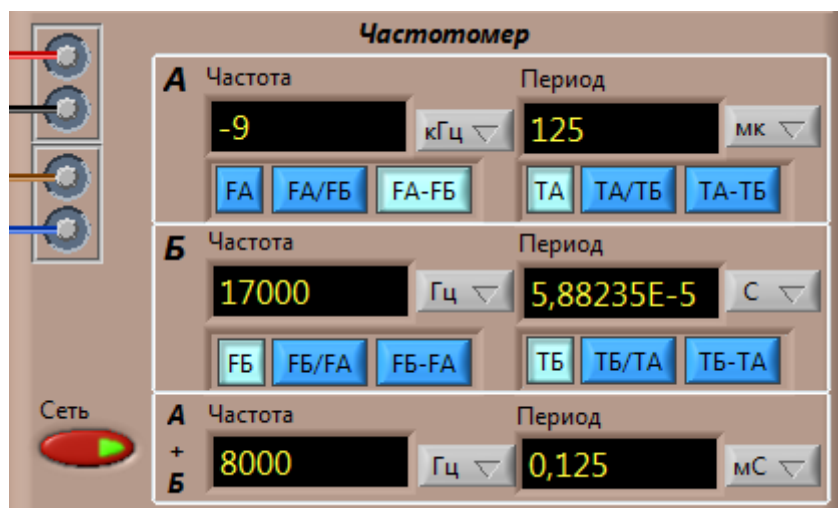 Частотомер
А Частота Период
-9 кГц 125 мк
FA FA/FБ FA-FБ TA TA/TБ TA-TБ
Б Частота Период
17000 Гц 5,88235E-5 С
FБ FБ/FA FБ-FA TБ TБ/TA TБ-TA
Сеть А Частота Период
+
8000 Гц 0,125 мС
Б